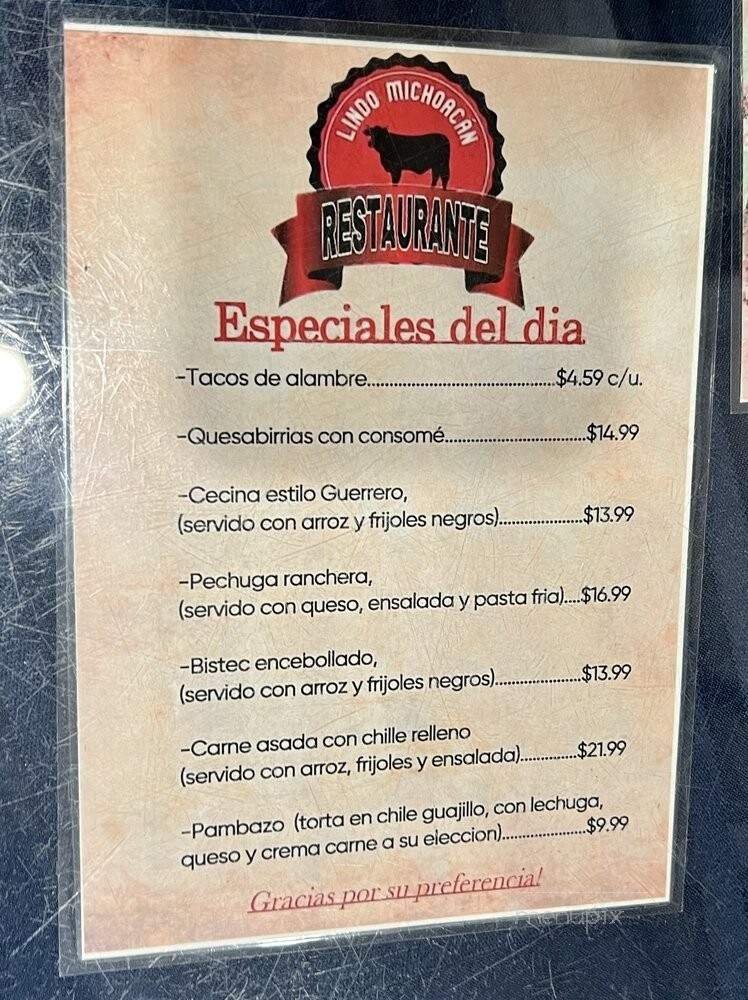 LINDO MICHOACÁN
RESTAURANTE
Especiales del dia
-Tacos de alambre..........................................$4.59 c/u.
-Quesabirrias con consomé................................$14.99
-Cecina estilo Guerrero,
(servido con arroz y frijoles negros)...................$13.99
-Pechuga ranchera,
(servido con queso, ensalada y pasta fria)....$16.99
-Bistec encebollado,
(servido con arroz y frijoles negros)...................$13.99
-Carne asada con chille relleno
(servido con arroz, frijoles y ensalada).............$21.99
-Pambazo (torta en chile guajillo, con lechuga,
queso y crema carne a su eleccion)...................$9.99
Gracias por su preferencia!
menupix